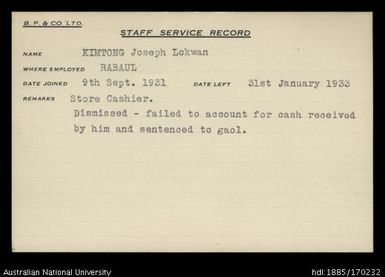 B. P. & CO LTD.
STAFF SERVICE RECORD
NAME KIMTONG Joseph Lokwan
WHERE EMPLOYED RABAUL
DATE JOINED 9th Sept. 1931 DATE LEFT 31st January 1933
REMARKS Store Cashier.
Dismissed - failed to account for cash received
by him and sentenced to gaol.
Australian National University
hdl:1885/170232